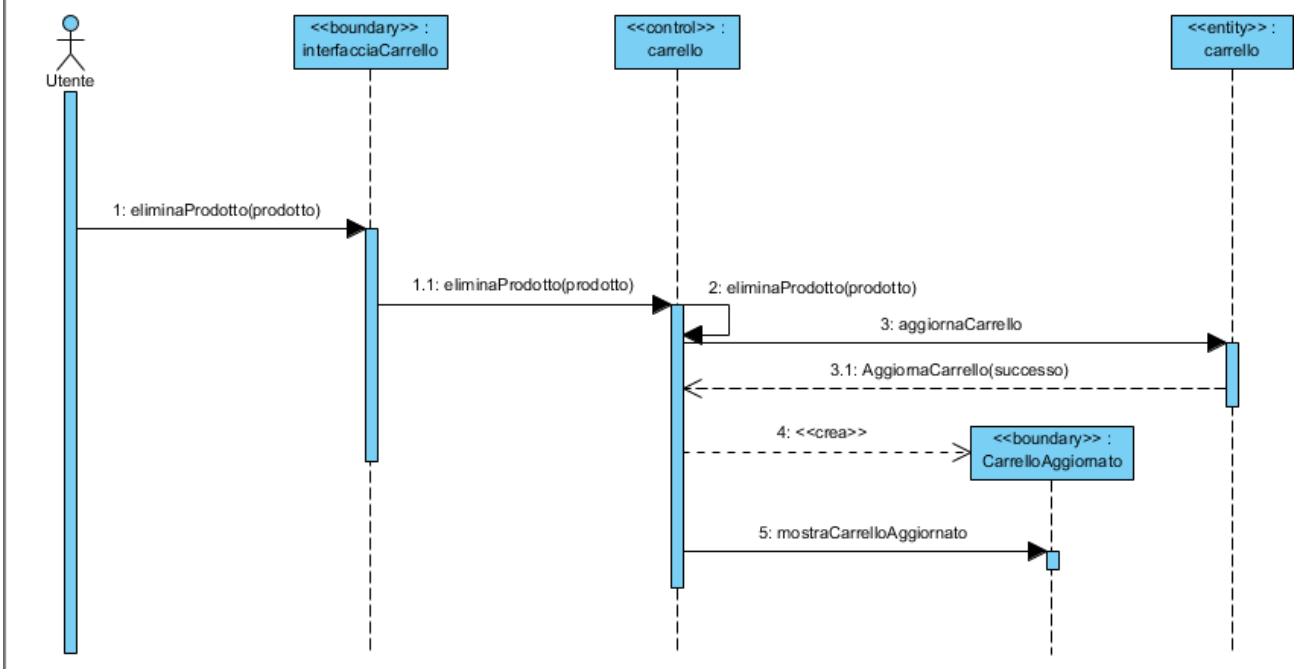 <<boundary>> :
interfacciaCarrello
<<control>> :
carrello
<<entity>> :
carrello
Utente
1: eliminaProdotto(prodotto)
1.1: eliminaProdotto(prodotto)
2: eliminaProdotto(prodotto)
3: aggiornaCarrello
3.1: AggiornaCarrello(successo)
4: <<crea>>
<<boundary>> :
CarrelloAggiornato
5: mostraCarrelloAggiornato